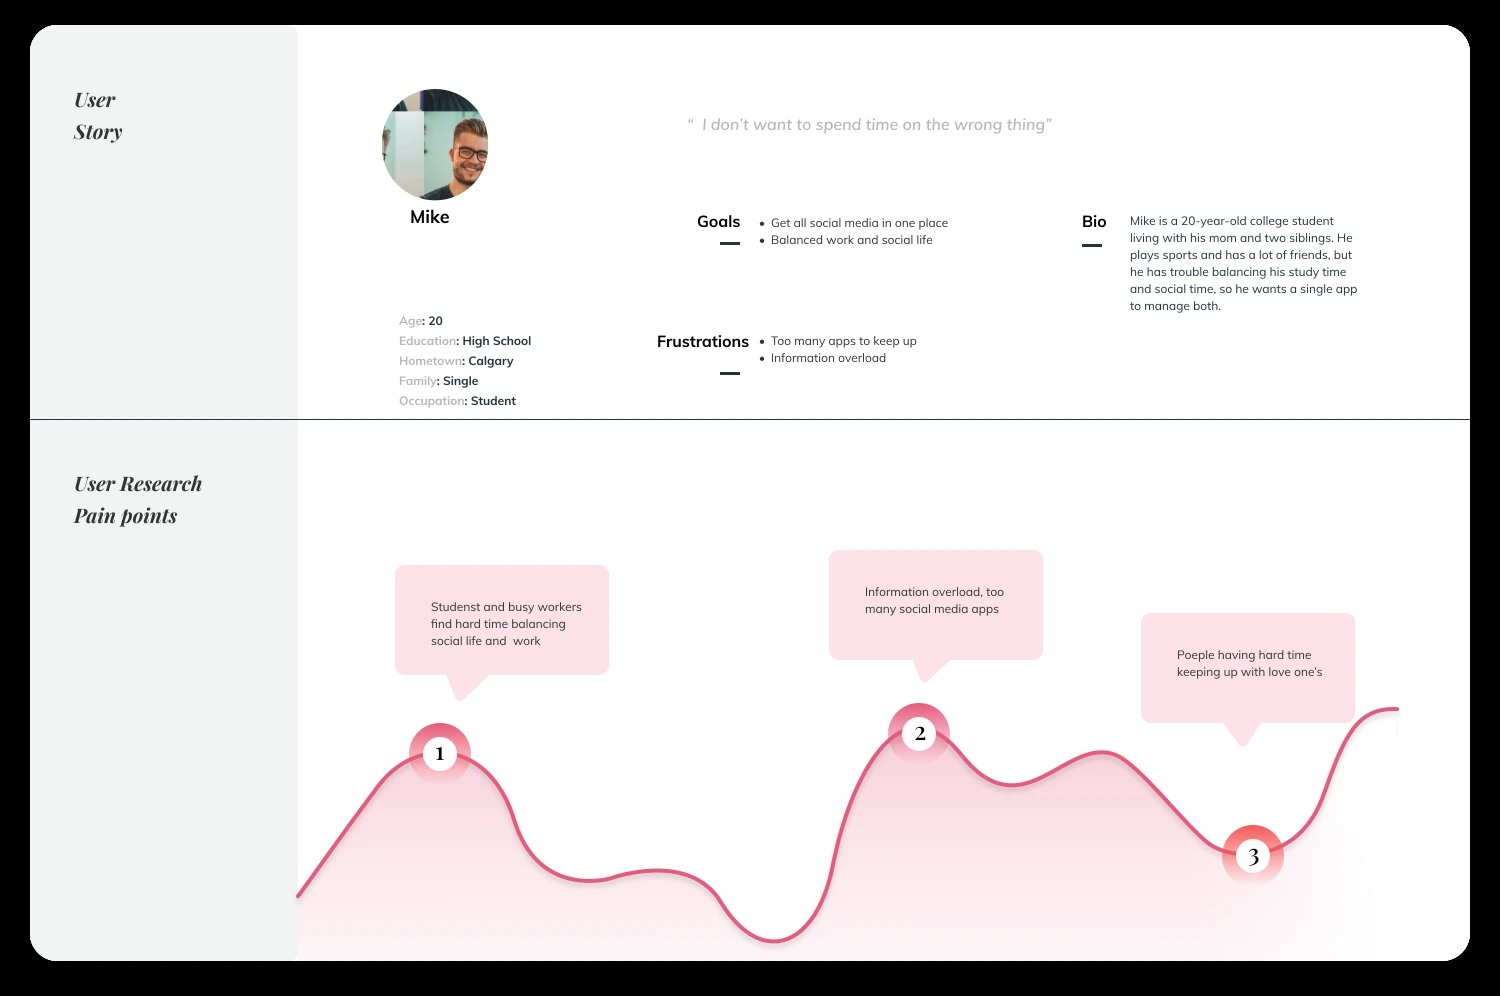 User
Story
Mike
Age: 20
Education: High School
Hometown: Calgary
Family: Single
Occupation: Student
“ I don’t want to spend time on the wrong thing”
Goals
• Get all social media in one place
• Balanced work and social life
Frustrations
• Too many apps to keep up
• Information overload
Bio
Mike is a 20-year-old college student
living with his mom and two siblings. He
plays sports and has a lot of friends, but
he has trouble balancing his study time
and social time, so he wants a single app
to manage both.
User Research
Pain points
Studenst and busy workers
find hard time balancing
social life and  work
1
Information overload, too
many social media apps
2
Poeple having hard time
keeping up with love one’s
3